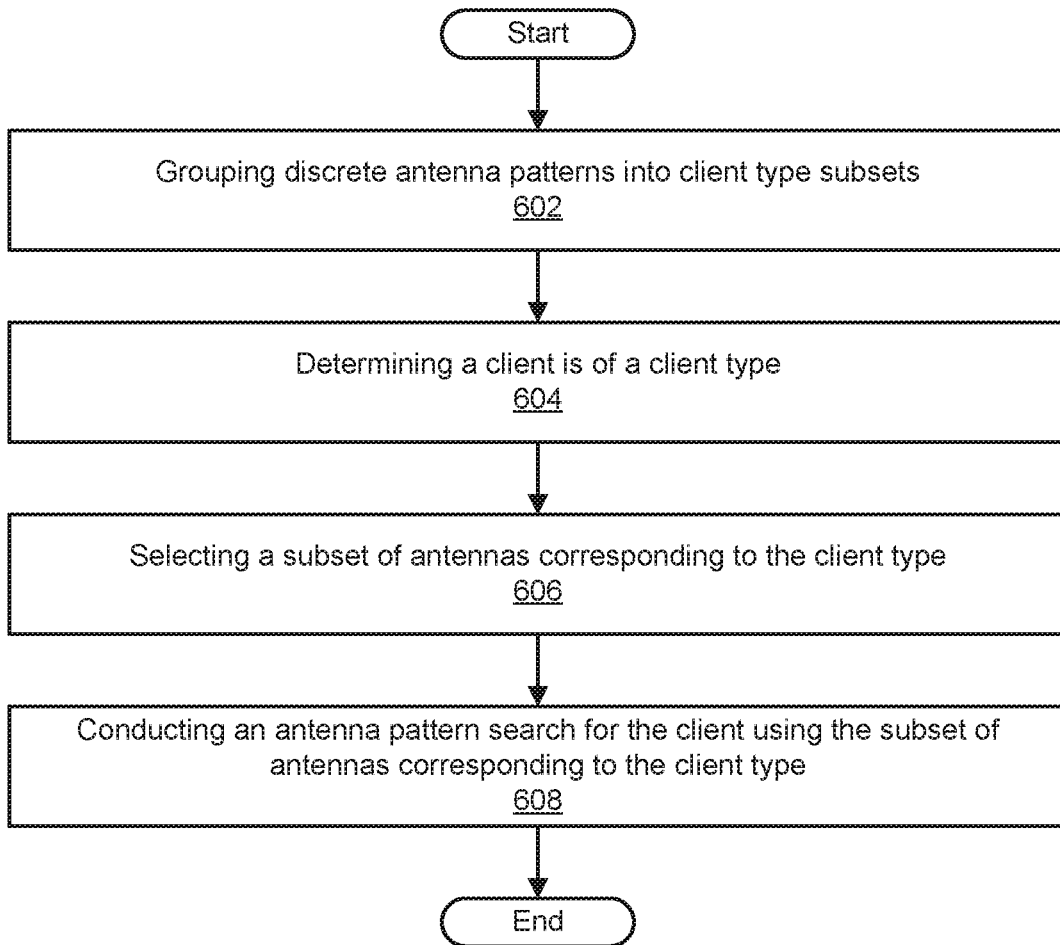 Start
Grouping discrete antenna patterns into client type subsets
602
Determining a client is of a client type
604
Selecting a subset of antennas corresponding to the client type
606
Conducting an antenna pattern search for the client using the subset of
antennas corresponding to the client type
608
End